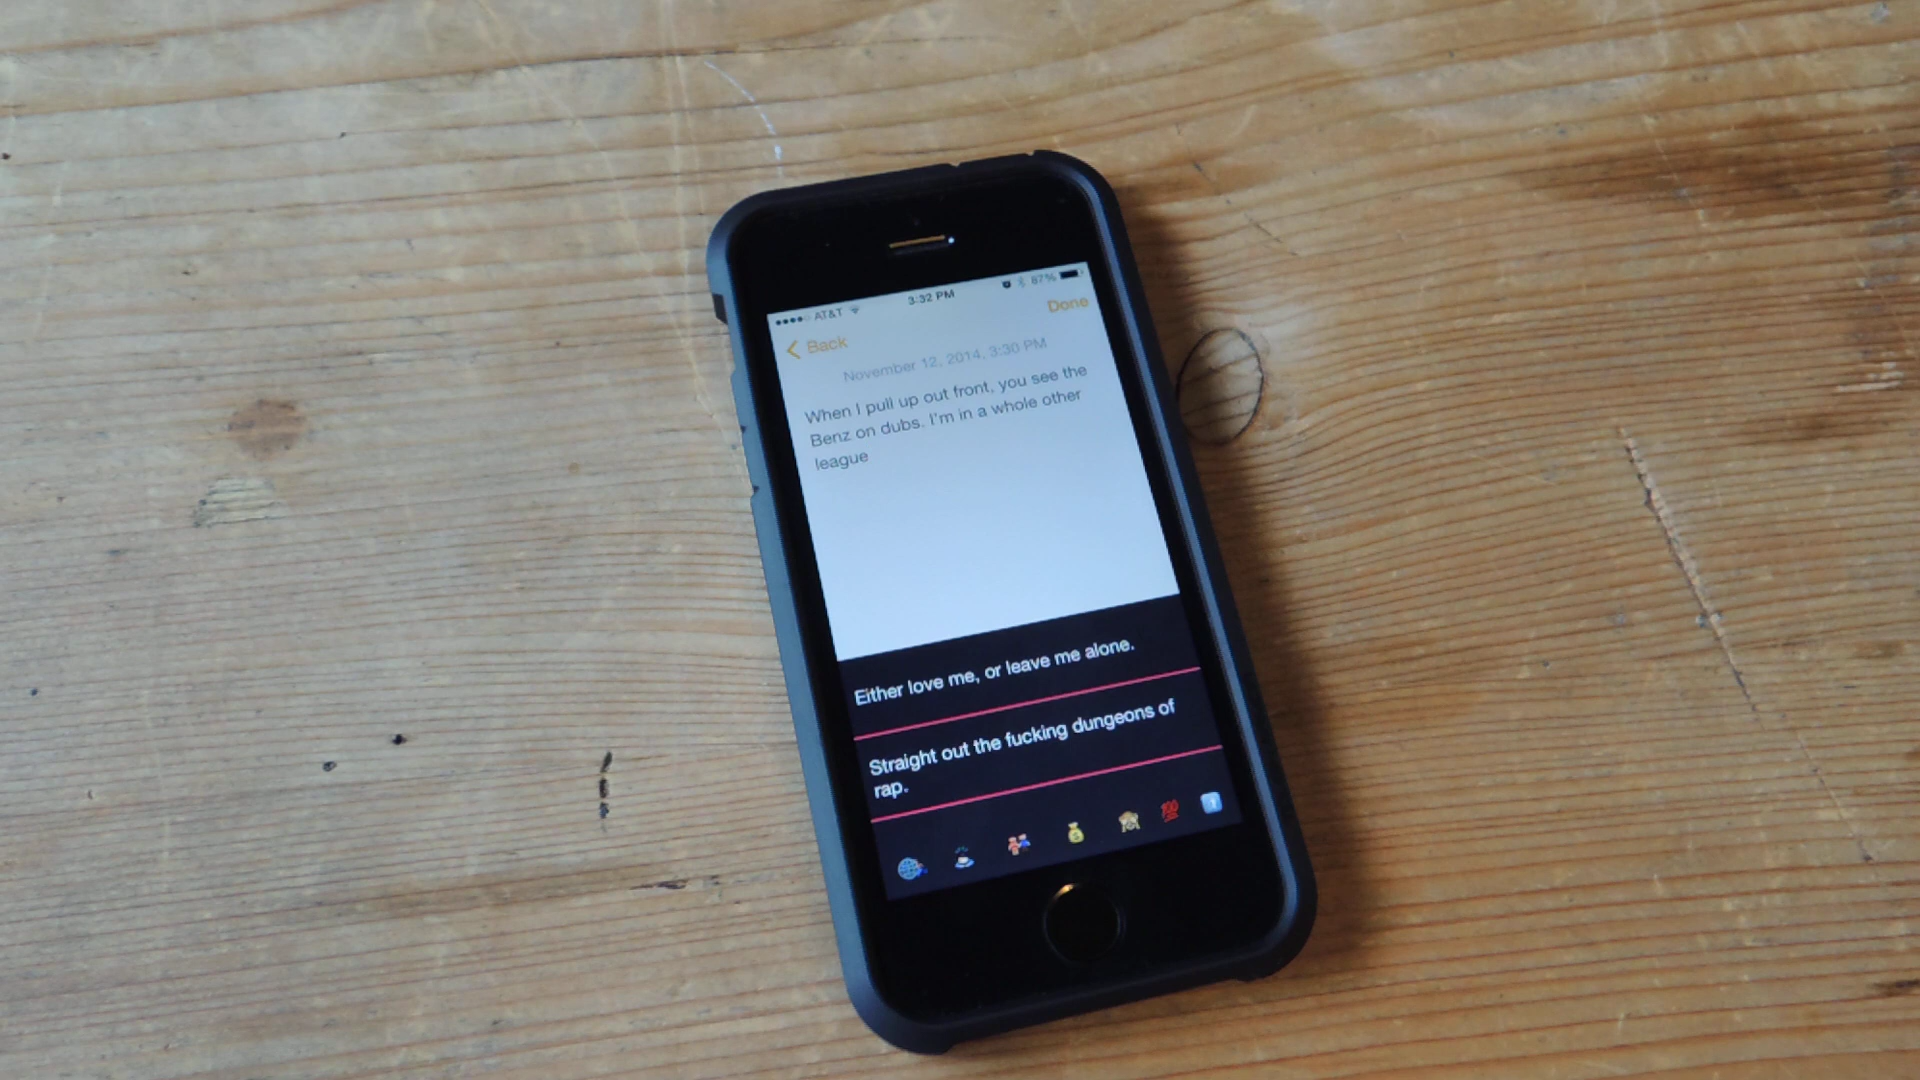 AT&T 3:32 PM 87%
Back Done
November 12, 2014, 3:30 PM
When I pull up out front, you see the
Benz on dubs. I'm in a whole other
league
Either love me, or leave me alone.
Straight out the fucking dungeons of
rap.
💰 🙈 💯